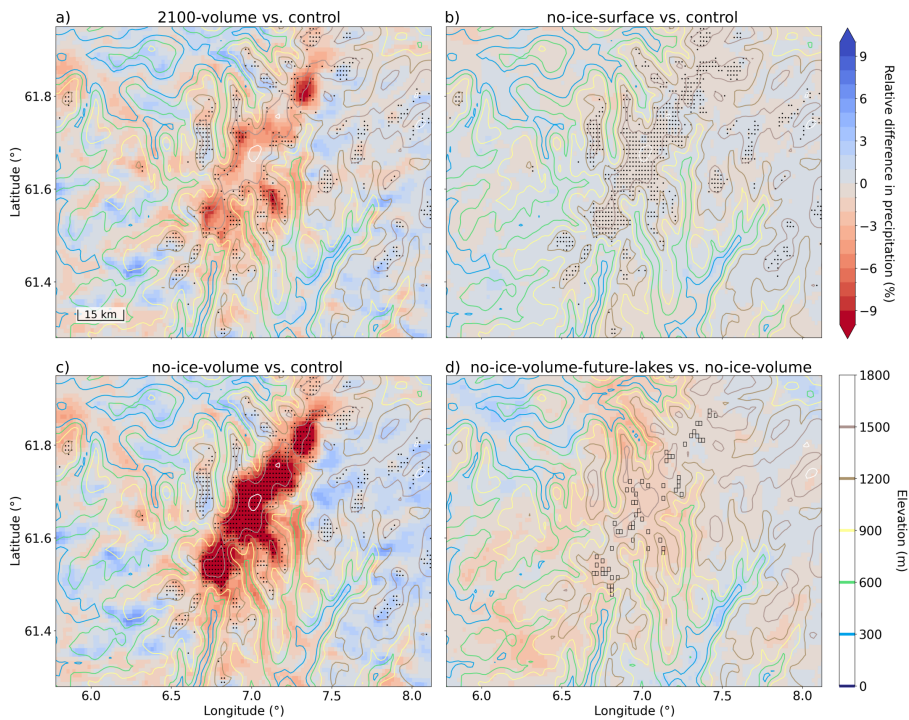 a) 2100-volume vs. control
b) no-ice-surface vs. control
61.8
61.6
61.4
Latitude (°)
15 km
9
6
3
0
−3
−6
−9
Relative difference in precipitation (%)
c) no-ice-volume vs. control
d) no-ice-volume-future-lakes vs. no-ice-volume
61.8
61.6
61.4
Latitude (°)
6.0 6.5 7.0 7.5 8.0
Longitude (°)
6.0 6.5 7.0 7.5 8.0
Longitude (°)
1800
1500
1200
900
600
300
0
Elevation (m)